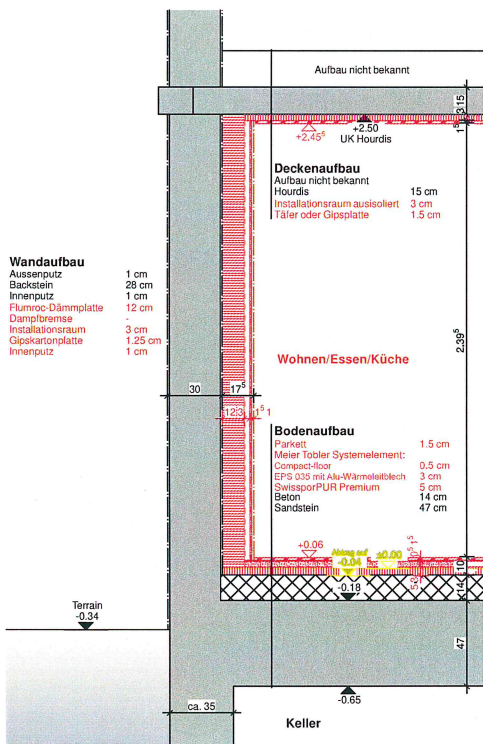 Aufbau nicht bekannt
3 15
1⁵
+2.45⁵
+2.50
UK Hourdis
Deckenaufbau
Aufbau nicht bekannt
Hourdis 15 cm
Installationsraum ausisoliert 3 cm
Täfer oder Gipsplatte 1.5 cm
Wandaufbau
Aussenputz 1 cm
Backstein 28 cm
Innenputz 1 cm
Flumroc-Dämmplatte 12 cm
Dampfbremse -
Installationsraum 3 cm
Gipskartonplatte 1.25 cm
Innenputz 1 cm
2.39⁵
Wohnen/Essen/Küche
30 17⁵
12 3 1⁵ 1
Bodenaufbau
Parkett 1.5 cm
Meier Tobler Systemelement:
Compact-floor 0.5 cm
EPS 035 mit Alu-Wärmeleitblech 3 cm
SwissporPUR Premium 5 cm
Beton 14 cm
Sandstein 47 cm
+0.06
Abtrag auf
-0.04
±0.00
10
14
-0.18
Terrain
-0.34
47
-0.65
ca. 35
Keller